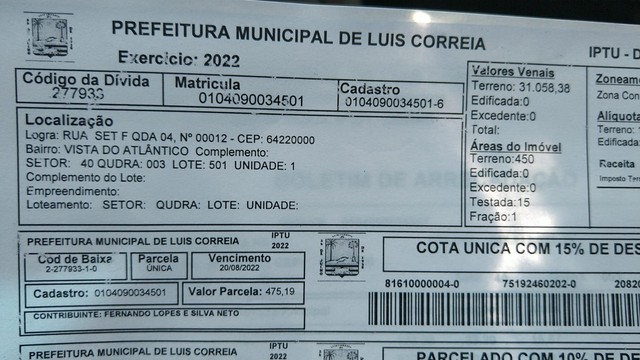 PREFEITURA MUNICIPAL DE LUIS CORREIA
Exercício: 2022
IPTU - D
Código da Dívida
277933
Matricula
0104090034501
Cadastro
0104090034501-6
Valores Venais
Terreno: 31.058,38
Edificada:0
Excedente:0
Total:
Áreas do Imóvel
Terreno:450
Edificada:0
Excedente:0
Testada:15
Fração:1
Zoneam
Zona Con
Alíquota
Terreno:
Edificada:
Receita
Imposto Terr
Localização
Logra: RUA SET F QDA 04, Nº 00012 - CEP: 64220000
Bairro: VISTA DO ATLÂNTICO Complemento:
SETOR: 40 QUDRA: 003 LOTE: 501 UNIDADE: 1
Complemento do Lote:
Empreendimento:
Loteamento: SETOR: QUDRA: LOTE: UNIDADE:
PREFEITURA MUNICIPAL DE LUIS CORREIA
IPTU
2022
Cod de Baixa
2-277933-1-0
Parcela
ÚNICA
Vencimento
20/08/2022
Cadastro: 0104090034501
Valor Parcela: 475,19
CONTRIBUINTE: FERNANDO LOPES E SILVA NETO
COTA UNICA COM 15% DE DES
81610000004-0 75192460202-0 2082
PREFEITURA MUNICIPAL DE LUIS CORREIA
IPTU
2022
PARCELADO COM 10% DE D